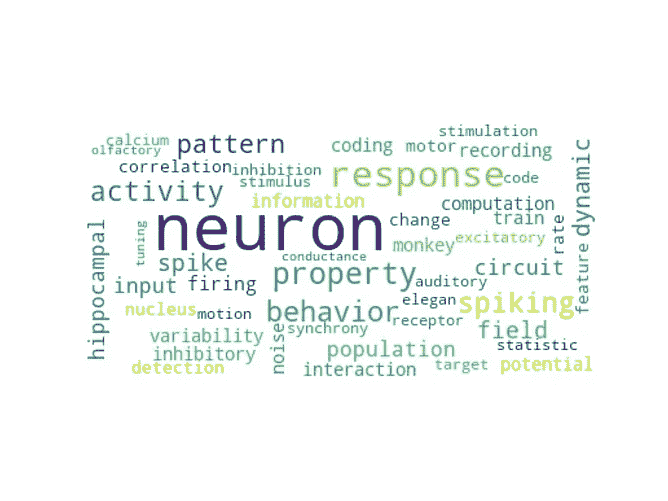 stimulation
calcium
pattern
coding
motor
recording
olfactory
correlation
inhibition
response
code
activity
stimulus
information
computation
neuron
change
train
dynamic
hippocampal
tuning
monkey
excitatory
rate
feature
spike
conductance
property
auditory
circuit
input
firing
nucleus
motion
behavior
elegan
spiking
receptor
field
variability
synchrony
noise
inhibitory
population
statistic
detection
interaction
target
potential